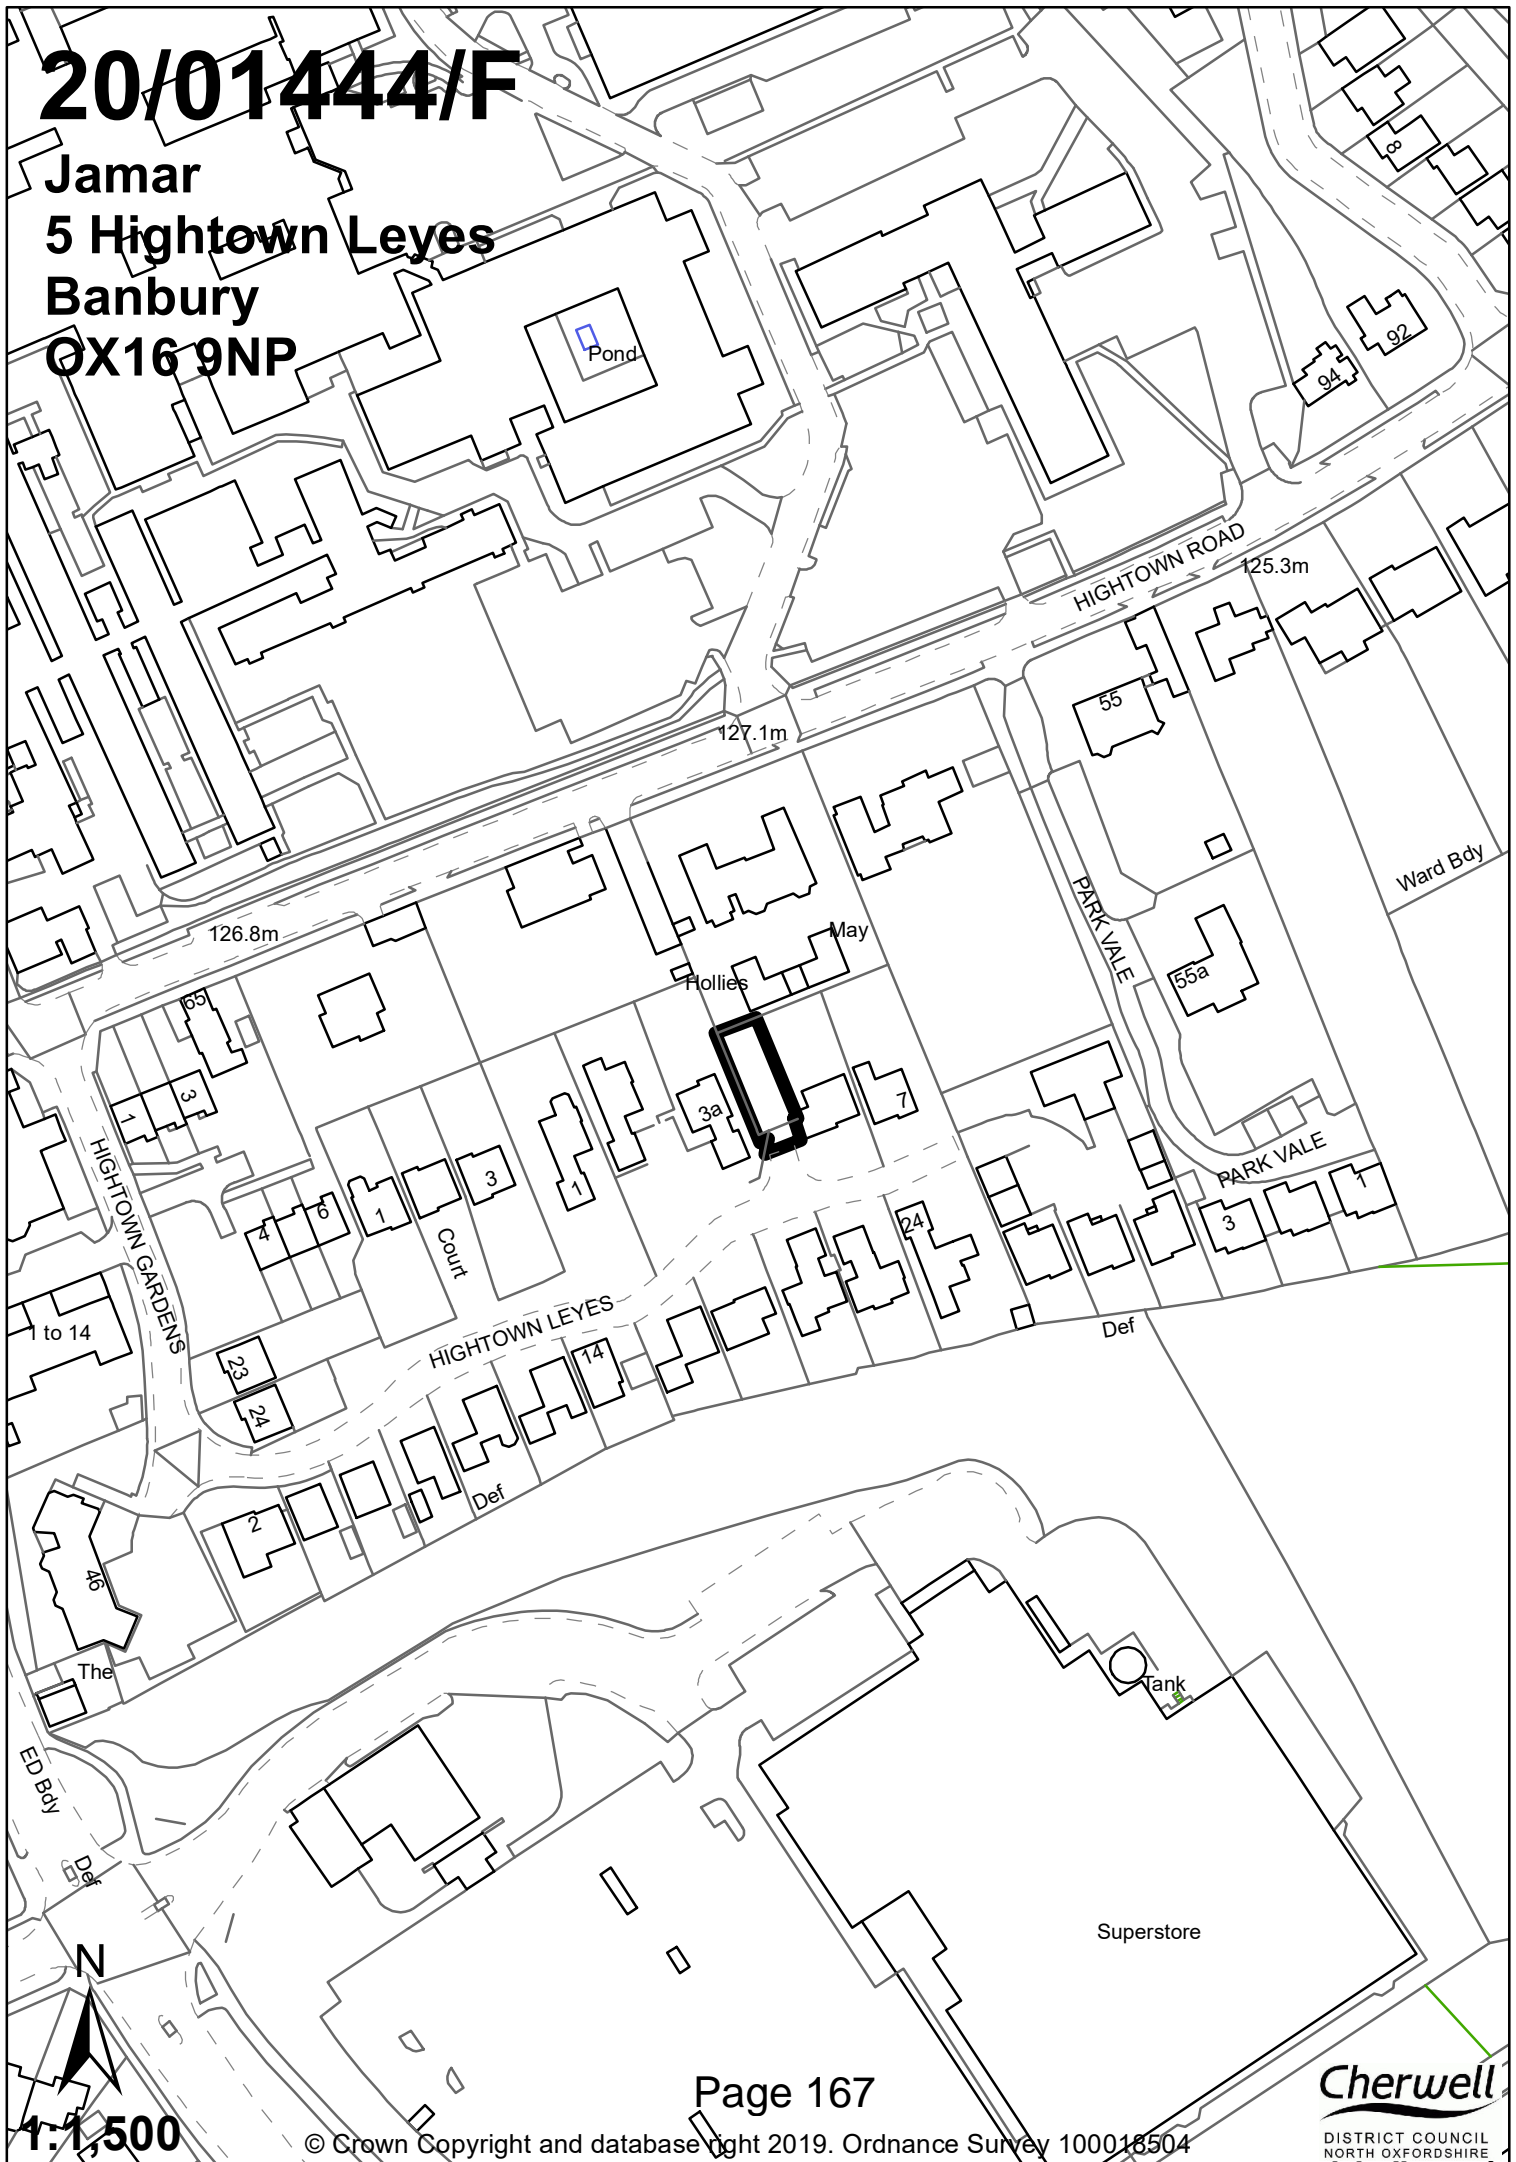 20/01444/F
Jamar
5 Hightown Leyes
Banbury
OX16 9NP
8
Pond
92
94
HIGHTOWN ROAD
125.3m
55
127.1m
Ward Bdy
PARK VALE
126.8m
May
Hollies
55a
65
3
1
3a
7
HIGHTOWN GARDENS
PARK VALE
3
1
1
3
4
6
1
24
Court
HIGHTOWN LEYES
1 to 14
Def
14
23
24
Def
2
46
The
Tank
ED Bdy
Def
Superstore
N
1:1,500
Page 167
© Crown Copyright and database right 2019. Ordnance Survey 100018504
Cherwell
DISTRICT COUNCIL
NORTH OXFORDSHIRE